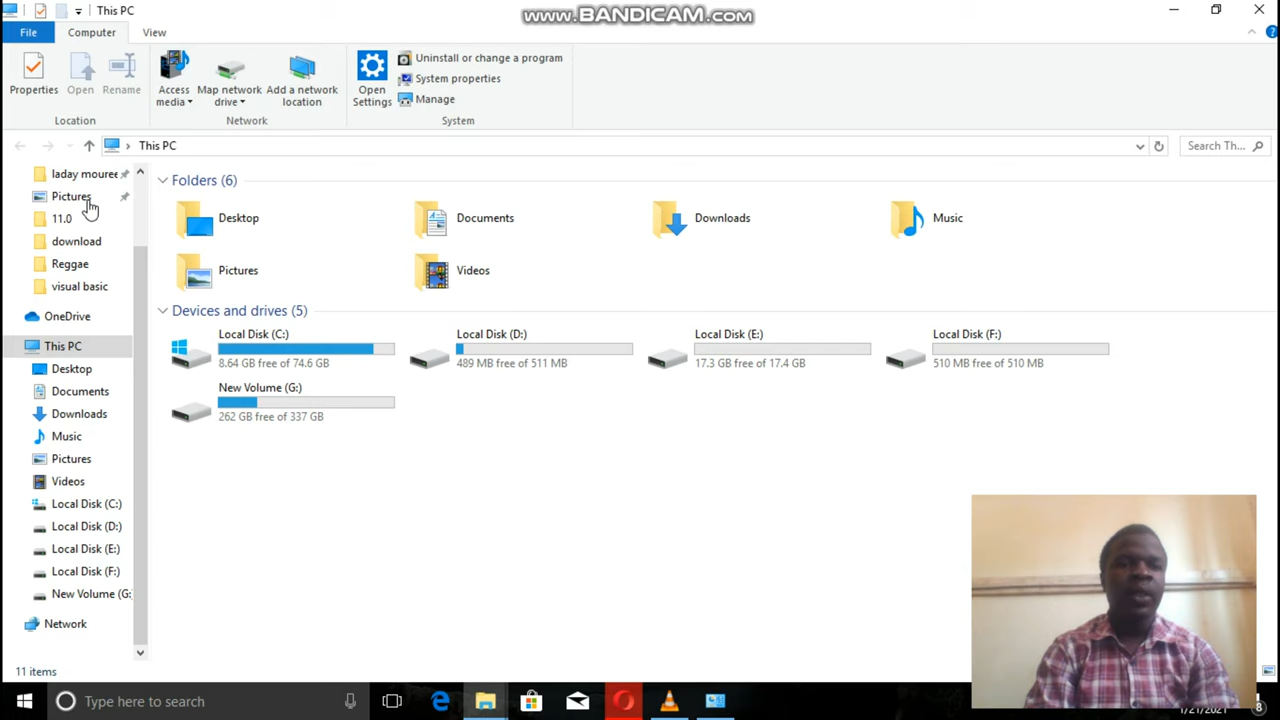 This PC
www.BANDICAM.com
File
Computer
View
Properties
Open
Rename
Access media
Map network drive
Add a network location
Open Settings
Uninstall or change a program
System properties
Manage
Location
Network
System
This PC
Search Th...
laday mouree
Pictures
11.0
download
Reggae
visual basic
OneDrive
This PC
Desktop
Documents
Downloads
Music
Pictures
Videos
Local Disk (C:)
Local Disk (D:)
Local Disk (E:)
Local Disk (F:)
New Volume (G:
Network
Folders (6)
Desktop
Documents
Downloads
Music
Pictures
Videos
Devices and drives (5)
Local Disk (C:)
8.64 GB free of 74.6 GB
Local Disk (D:)
489 MB free of 511 MB
Local Disk (E:)
17.3 GB free of 17.4 GB
Local Disk (F:)
510 MB free of 510 MB
New Volume (G:)
262 GB free of 337 GB
11 items
Type here to search
1/21/2021
8